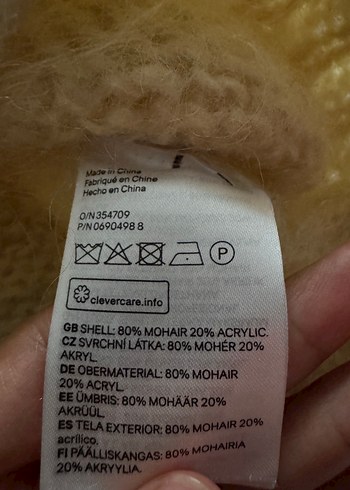 Made in China
Fabriqué en Chine
Hecho en China
O/N 354709
P/N 0690498 8
P
clevercare.info
GB SHELL: 80% MOHAIR 20% ACRYLIC.
CZ SVRCHNÍ LÁTKA: 80% MOHÉR 20%
AKRYL.
DE OBERMATERIAL: 80% MOHAIR
20% ACRYL.
EE ÜMBRIS: 80% MOHÄÄR 20%
AKRÜÜL.
ES TELA EXTERIOR: 80% MOHAIR 20%
acrílico.
FI PÄÄLLISKANGAS: 80% MOHAIRIA
20% AKRYYLIA.